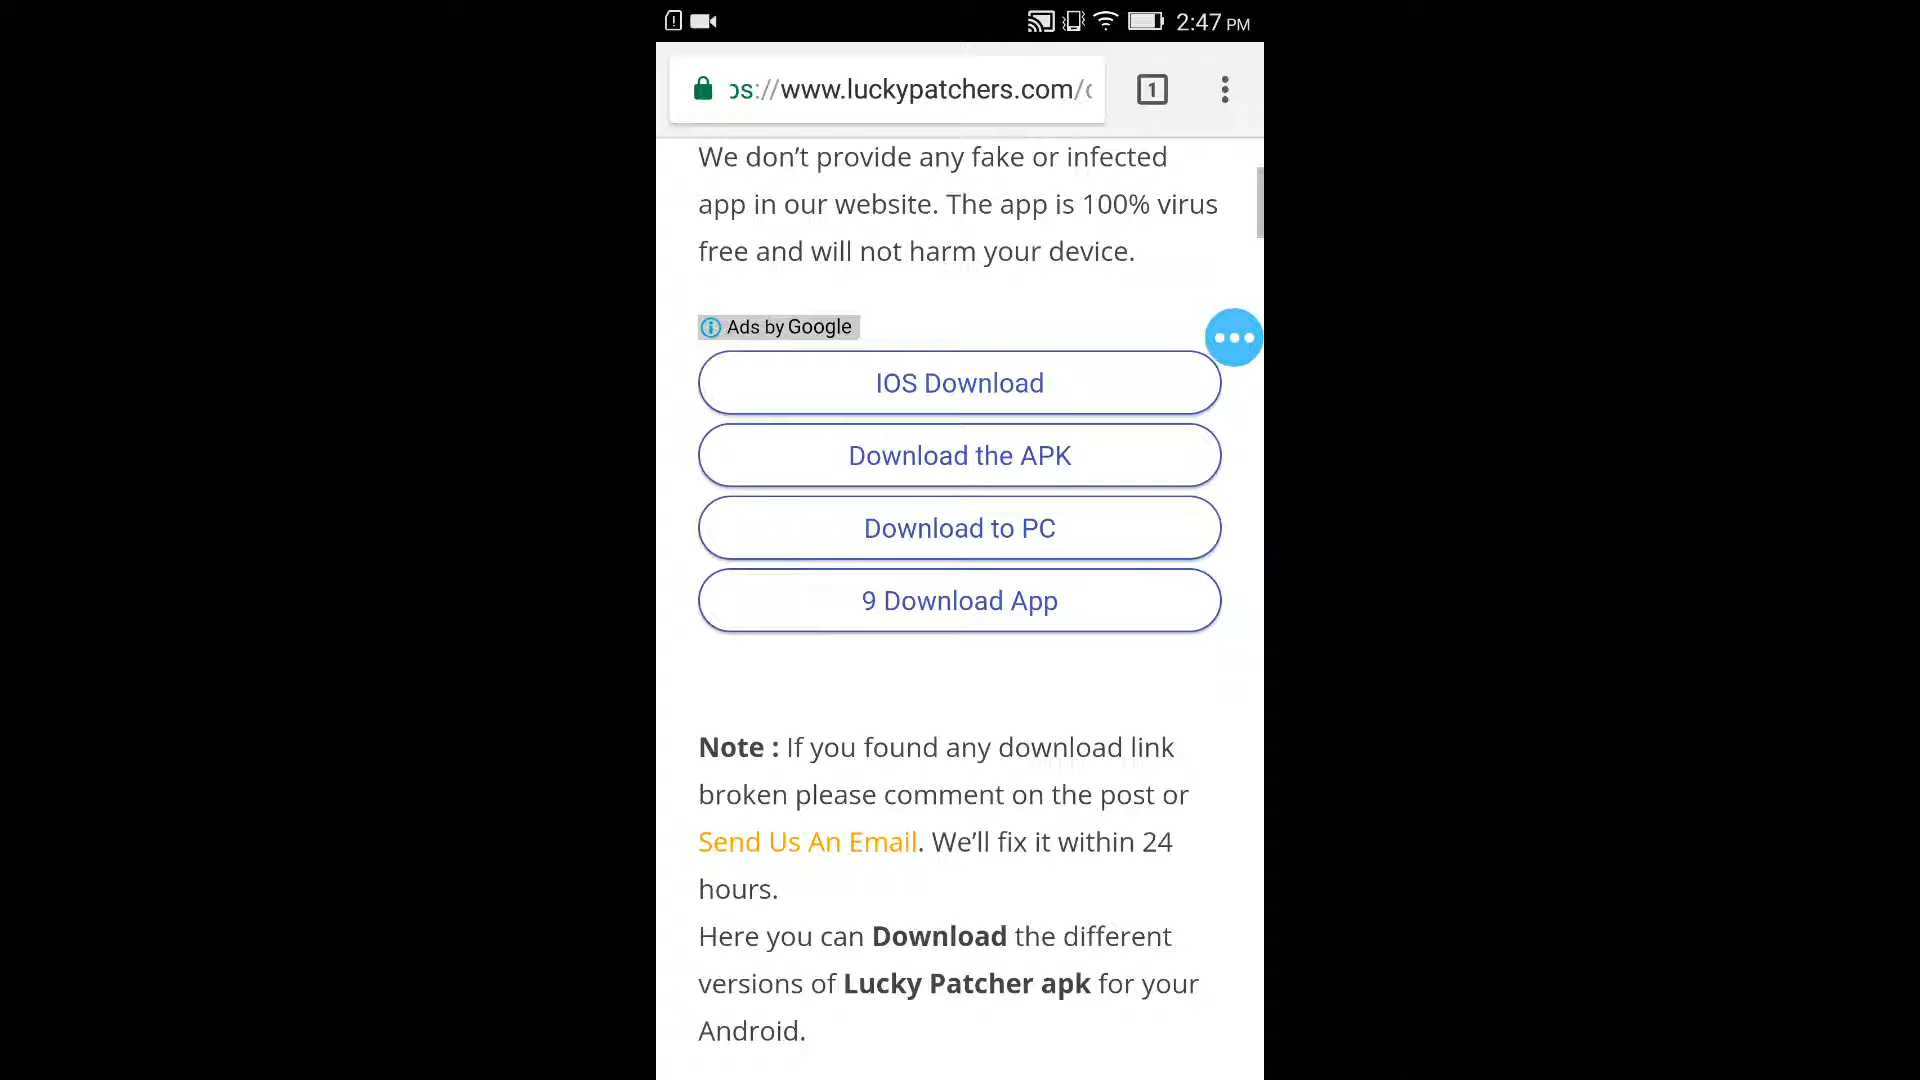 2:47 PM
ps://www.luckypatchers.com/
1
We don't provide any fake or infected
app in our website. The app is 100% virus
free and will not harm your device.
Ads by Google
IOS Download
Download the APK
Download to PC
9 Download App
Note : If you found any download link
broken please comment on the post or
Send Us An Email. We'll fix it within 24
hours.
Here you can Download the different
versions of Lucky Patcher apk for your
Android.